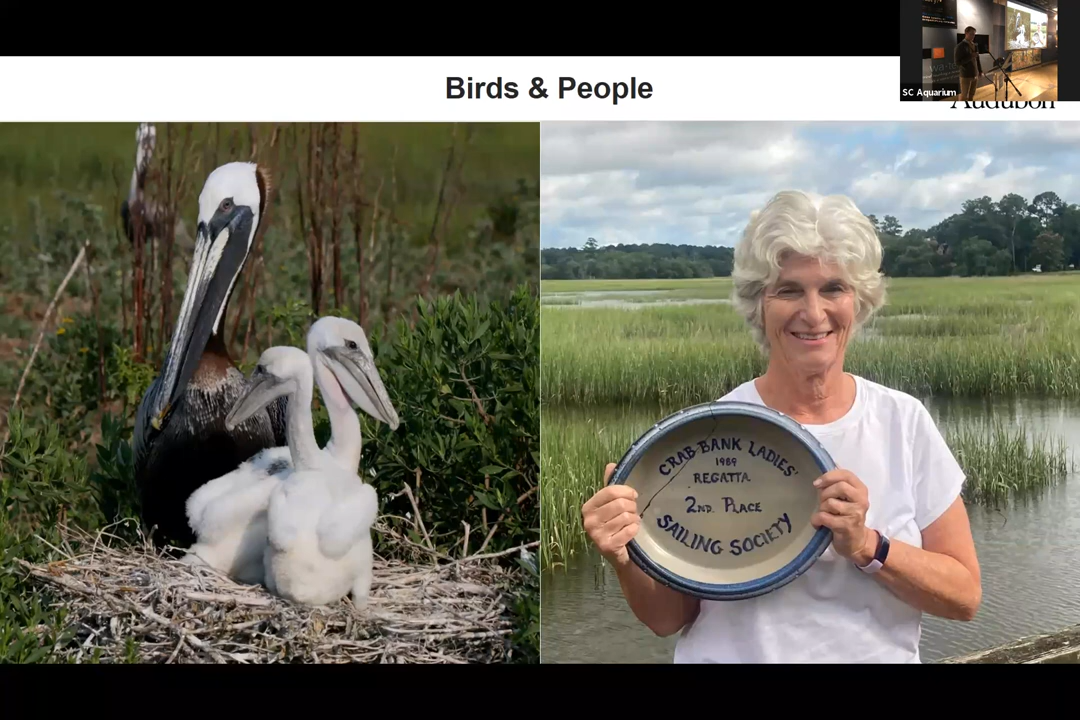 Birds & People
SC Aquarium
Audubon
CRAB BANK LADIES'
1989
REGATTA
2ND PLACE
SAILING SOCIETY